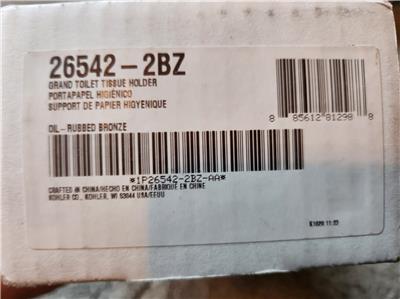 26542-2BZ
GRAND TOILET TISSUE HOLDER
PORTAPAPEL HIGIÉNICO
SUPPORT DE PAPIER HIGYENIQUE
OIL-RUBBED BRONZE
8 85612 81298 8
*1P26542-2BZ-AA*
CRAFTED IN CHINA/HECHO EN CHINA/FABRIQUÉ EN CHINE
KOHLER CO., KOHLER, WI 53044 USA/EEUU